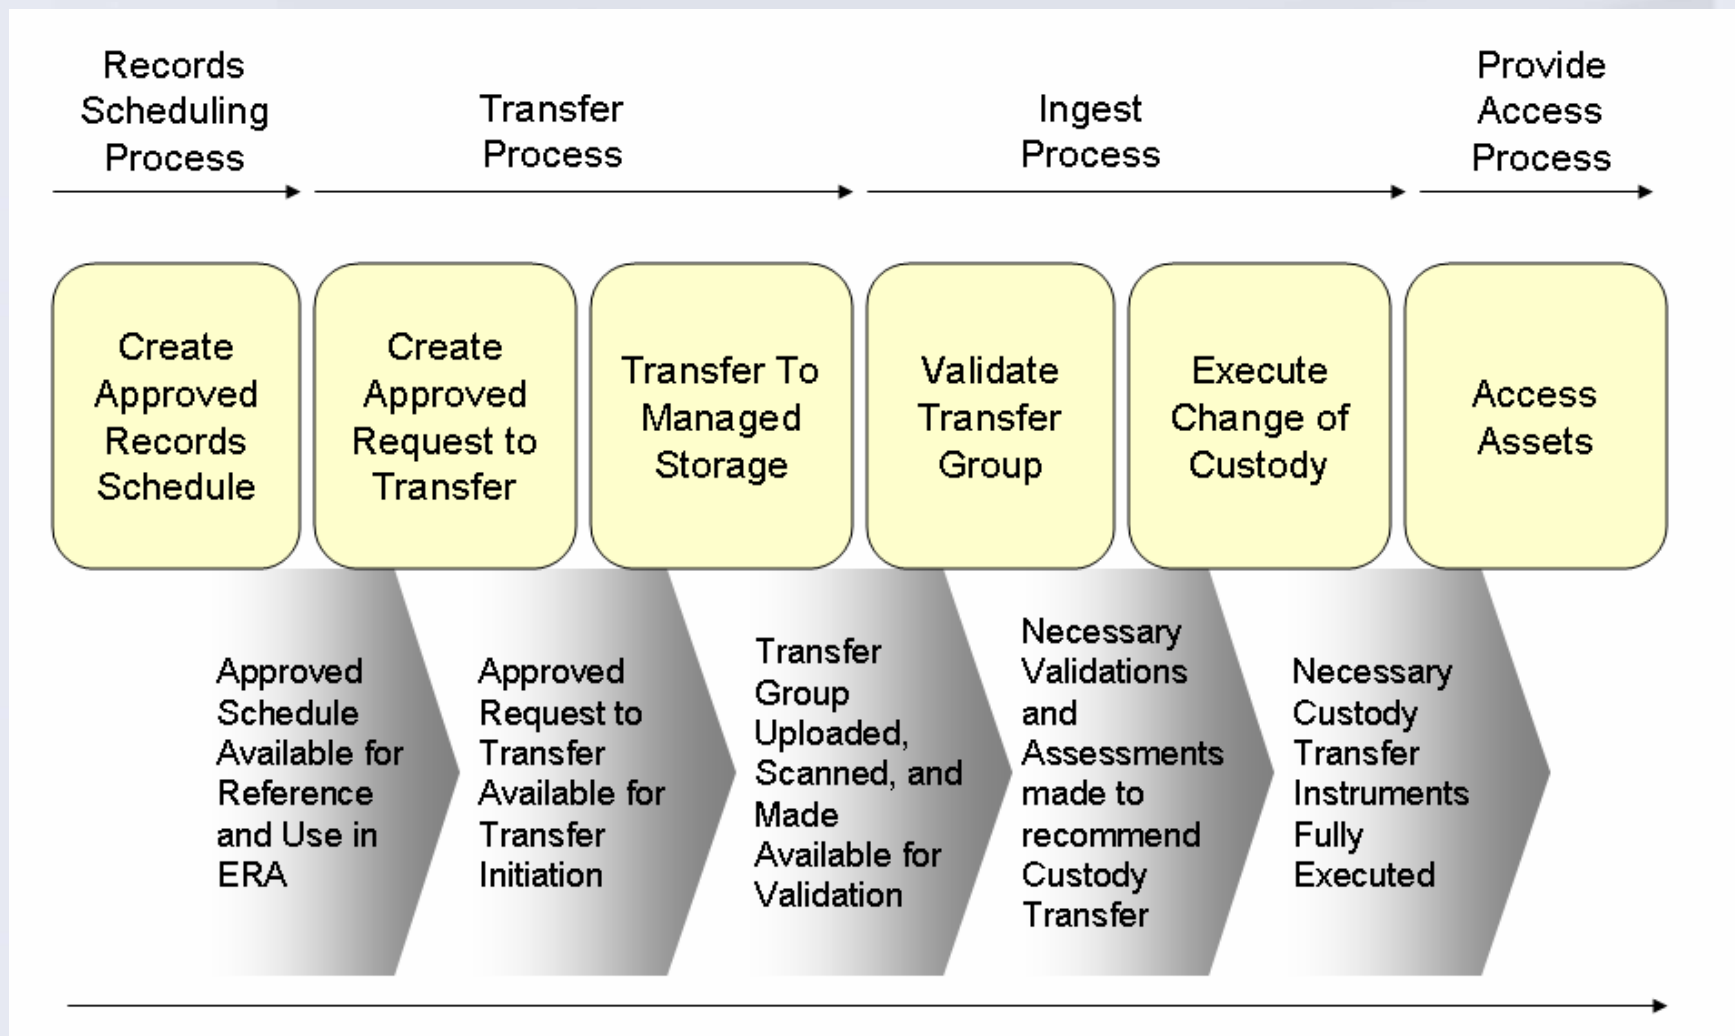 Records
Scheduling
Process
Transfer
Process
Ingest
Process
Provide
Access
Process
Create
Approved
Records
Schedule
Create
Approved
Request to
Transfer
Transfer To
Managed
Storage
Validate
Transfer
Group
Execute
Change of
Custody
Access
Assets
Approved
Schedule
Available for
Reference
and Use in
ERA
Approved
Request to
Transfer
Available for
Transfer
Initiation
Transfer
Group
Uploaded,
Scanned, and
Made
Available for
Validation
Necessary
Validations
and
Assessments
made to
recommend
Custody
Transfer
Necessary
Custody
Transfer
Instruments
Fully
Executed